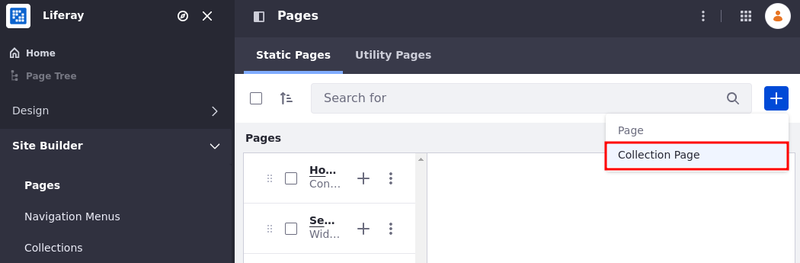 Liferay
Pages
Home
Page Tree
Static Pages
Utility Pages
Design
Search for
Site Builder
Pages
Page
Collection Page
Ho...
Con...
Pages
Navigation Menus
Se...
Wid...
Collections